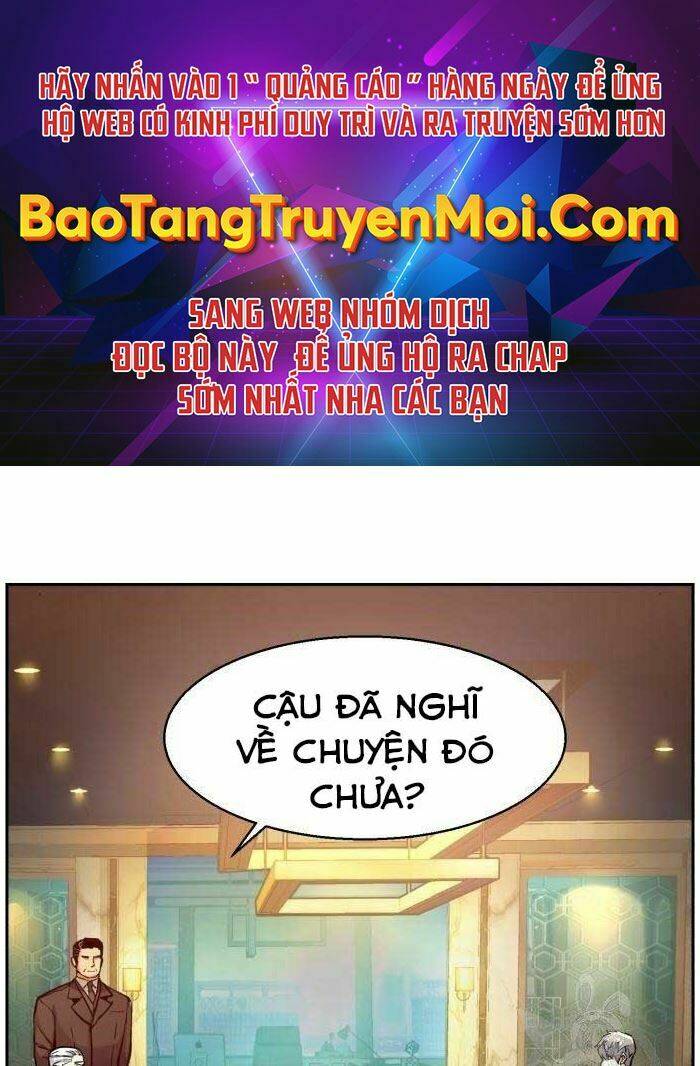 HÃY NHẤN VÀO 1 “ QUẢNG CÁO ” HÀNG NGÀY ĐỂ ỦNG
HỘ WEB CÓ KINH PHÍ DUY TRÌ VÀ RA TRUYỆN SỚM HƠN
BaoTangTruyenMoi.Com
SANG WEB NHÓM DỊCH
ĐỌC BỘ NÀY ĐỂ ỦNG HỘ RA CHAP
SỚM NHẤT NHA CÁC BẠN
CẬU ĐÃ NGHĨ
VỀ CHUYỆN ĐÓ
CHƯA?